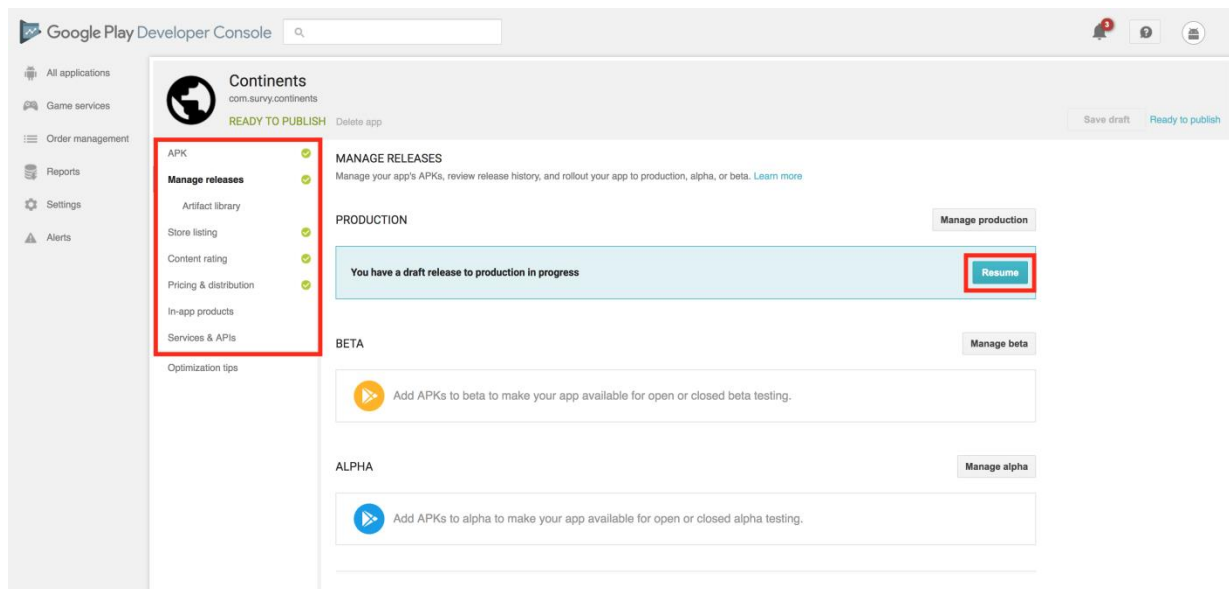 Google Play Developer Console
3
All applications
Game services
Order management
Reports
Settings
Alerts
Continents
com.survy.continents
READY TO PUBLISH Delete app
Save draft Ready to publish
APK
Manage releases
Artifact library
Store listing
Content rating
Pricing & distribution
In-app products
Services & APIs
Optimization tips
MANAGE RELEASES
Manage your app's APKs, review release history, and rollout your app to production, alpha, or beta. Learn more
PRODUCTION
Manage production
You have a draft release to production in progress
Resume
BETA
Manage beta
Add APKs to beta to make your app available for open or closed beta testing.
ALPHA
Manage alpha
Add APKs to alpha to make your app available for open or closed alpha testing.